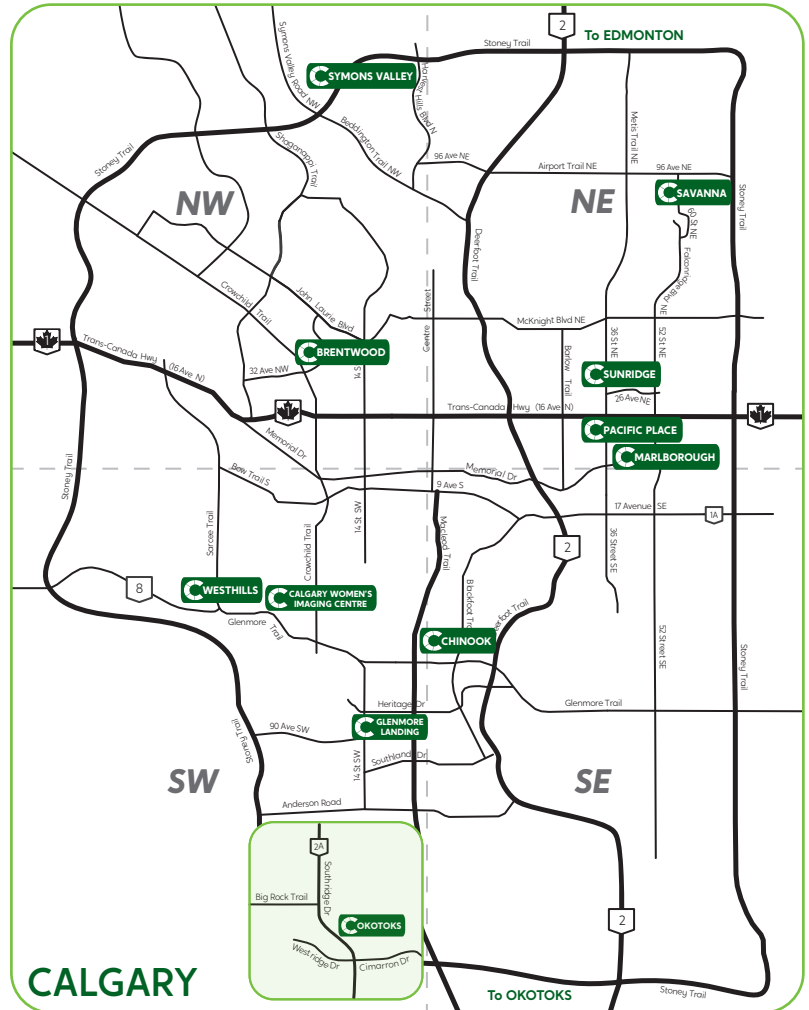 2
To EDMONTON
Stoney Trail
Symons Valley Road NW
SYMONS VALLEY
Harvest Hills Blvd N
Beddington Trail NW
Metis Trail NE
Stoney Trail
Shaganappi Trail
96 Ave NE
Airport Trail NE
96 Ave NE
NW
NE
SAVANNA
Stoney Trail
60 St NE
Deerfoot Trail
Falconridge Blvd NE
Crowchild Trail
John Laurie Blvd
Centre Street
McKnight Blvd NE
1
Trans-Canada Hwy (16 Ave N)
BRENTWOOD
14 St
Barlow Trail
36 St NE
52 St NE
32 Ave NW
SUNRIDGE
26 Ave NE
1
Trans-Canada Hwy (16 Ave N)
1
PACIFIC PLACE
Memorial Dr
MARLBOROUGH
Stoney Trail
Bow Trail S
Memorial Dr
9 Ave S
17 Avenue SE
1A
14 St SW
Sarcee Trail
Crowchild Trail
Macleod Trail
2
36 Street SE
8
WESTHILLS
CALGARY WOMEN'S
IMAGING CENTRE
Blackfoot Tra
erfoot Trail
Glenmore Trail
CHINOOK
52 Street SE
Stoney Trail
Heritage Dr
Glenmore Trail
Stoney Trail
90 Ave SW
GLENMORE
LANDING
14 St SW
Southland Dr
SW
SE
Anderson Road
2A
Southridge Dr
Big Rock Trail
OKOTOKS
2
Westridge Dr
Cimarron Dr
CALGARY
To OKOTOKS
Stoney Trail